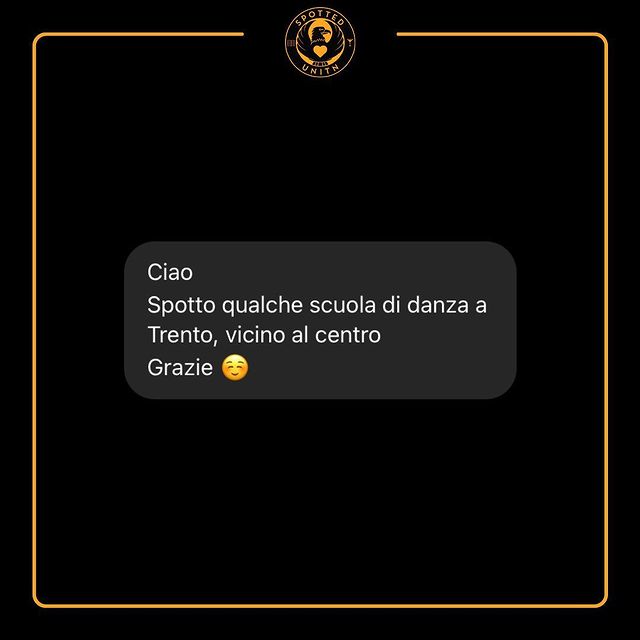 SPOTTED
UNITN
Ciao
Spotto qualche scuola di danza a
Trento, vicino al centro
Grazie ☺️